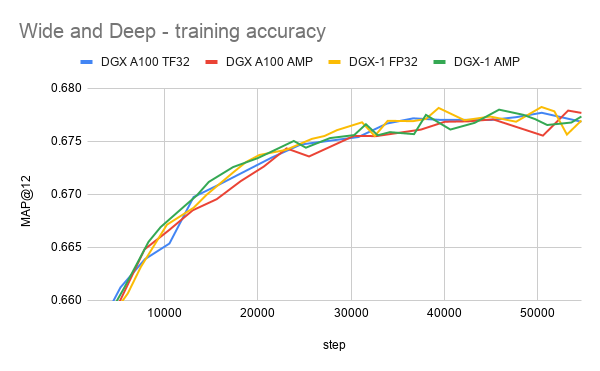 Wide and Deep - training accuracy
DGX A100 TF32 DGX A100 AMP DGX-1 FP32 DGX-1 AMP
0.680
0.675
0.670
0.665
0.660
MAP@12
10000 20000 30000 40000 50000
step